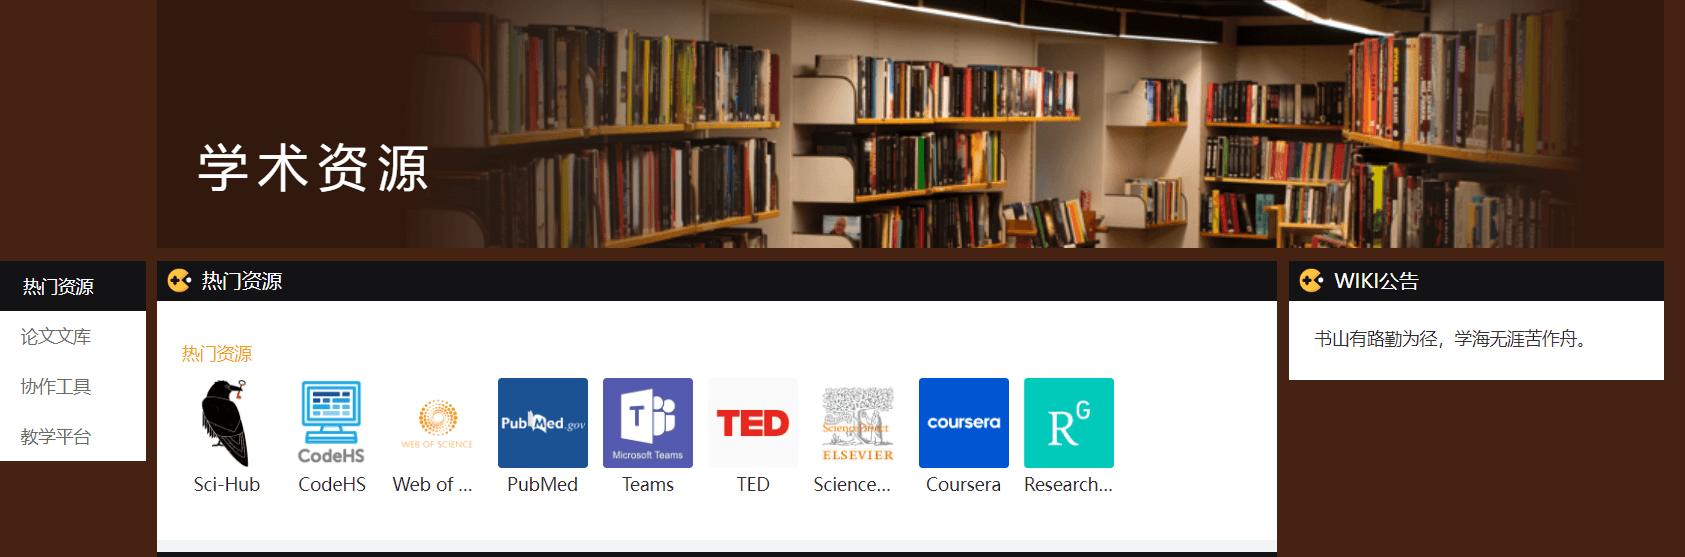 学术资源
热门资源
论文文库
协作工具
教学平台
热门资源
热门资源
CodeHS
WEB OF SCIENCE
PubMed.gov
T
Microsoft Teams
TED
ScienceDirect
ELSEVIER
coursera
RG
Sci-Hub
CodeHS
Web of ...
PubMed
Teams
TED
Science...
Coursera
Research...
WIKI公告
书山有路勤为径，学海无涯苦作舟。